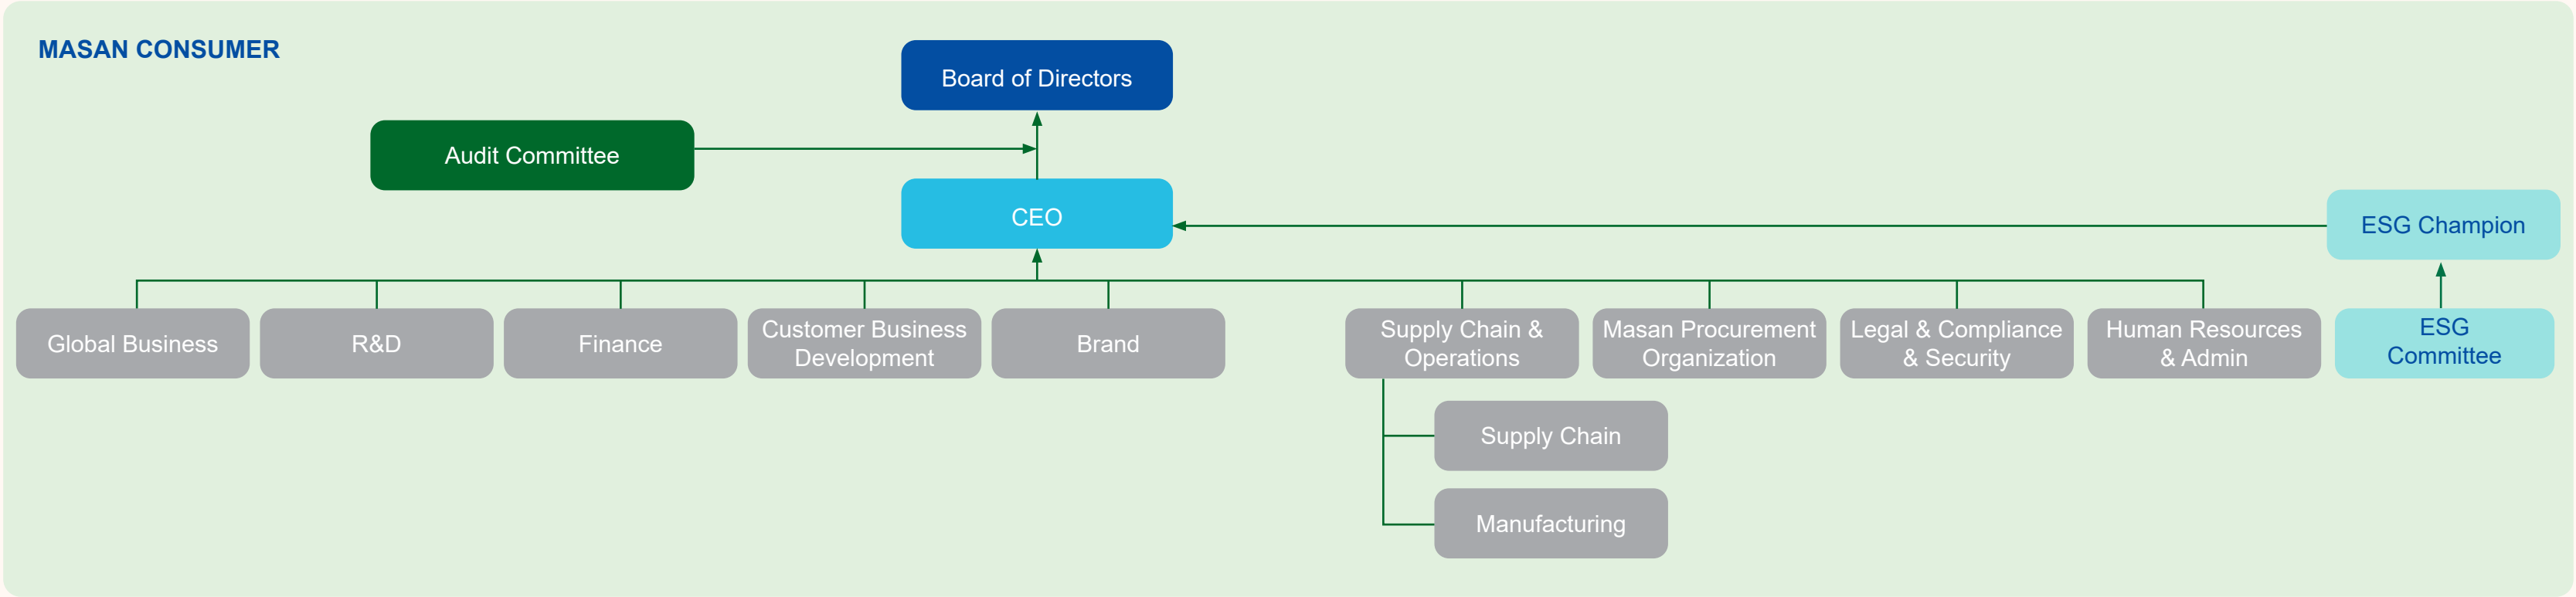 MASAN CONSUMER
Board of Directors
Audit Committee
CEO
ESG Champion
Global Business
R&D
Finance
Customer Business
Development
Brand
Supply Chain &
Operations
Masan Procurement
Organization
Legal & Compliance
& Security
Human Resources
& Admin
ESG
Committee
Supply Chain
Manufacturing